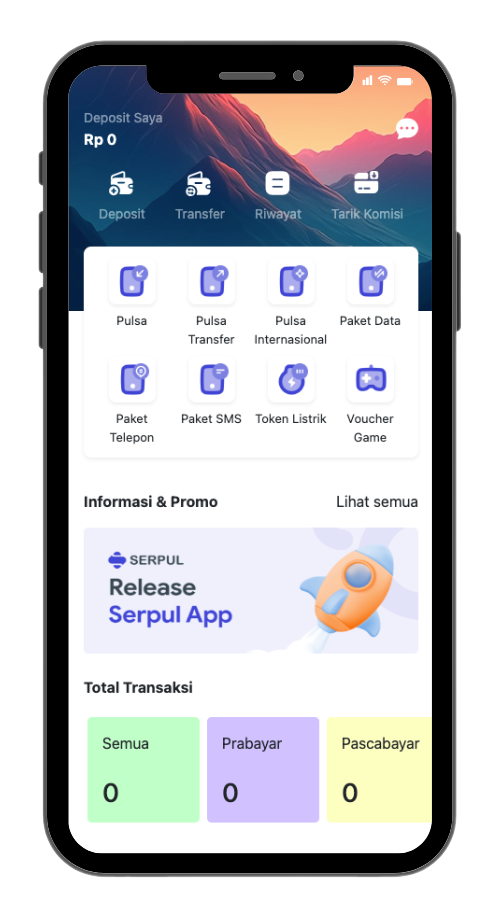 Deposit Saya
Rp 0
Deposit Transfer Riwayat Tarik Komisi
Pulsa Pulsa Transfer Pulsa Internasional Paket Data
Paket Telepon Paket SMS Token Listrik Voucher Game
Informasi & Promo Lihat semua
SERPUL
Release
Serpul App
Total Transaksi
Semua Prabayar Pascabayar
0 0 0